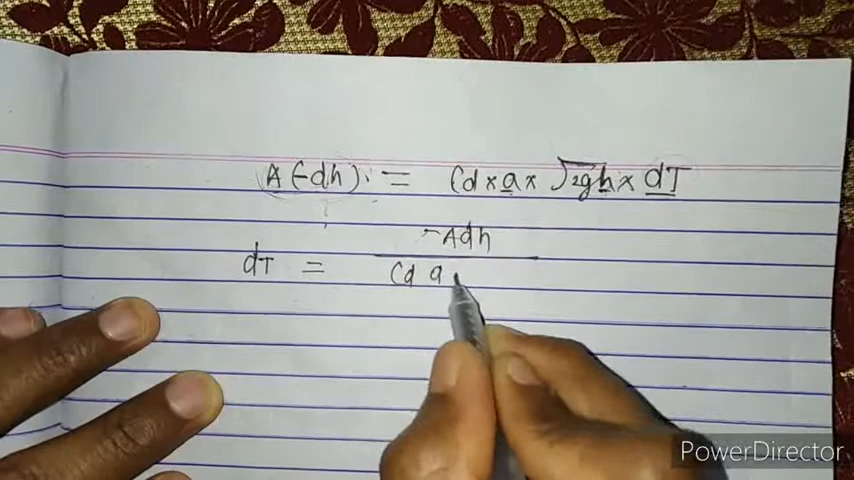 A(-dh) = Cd × a × √2gh × dT
-Adh
dT =
Cd a
PowerDirector